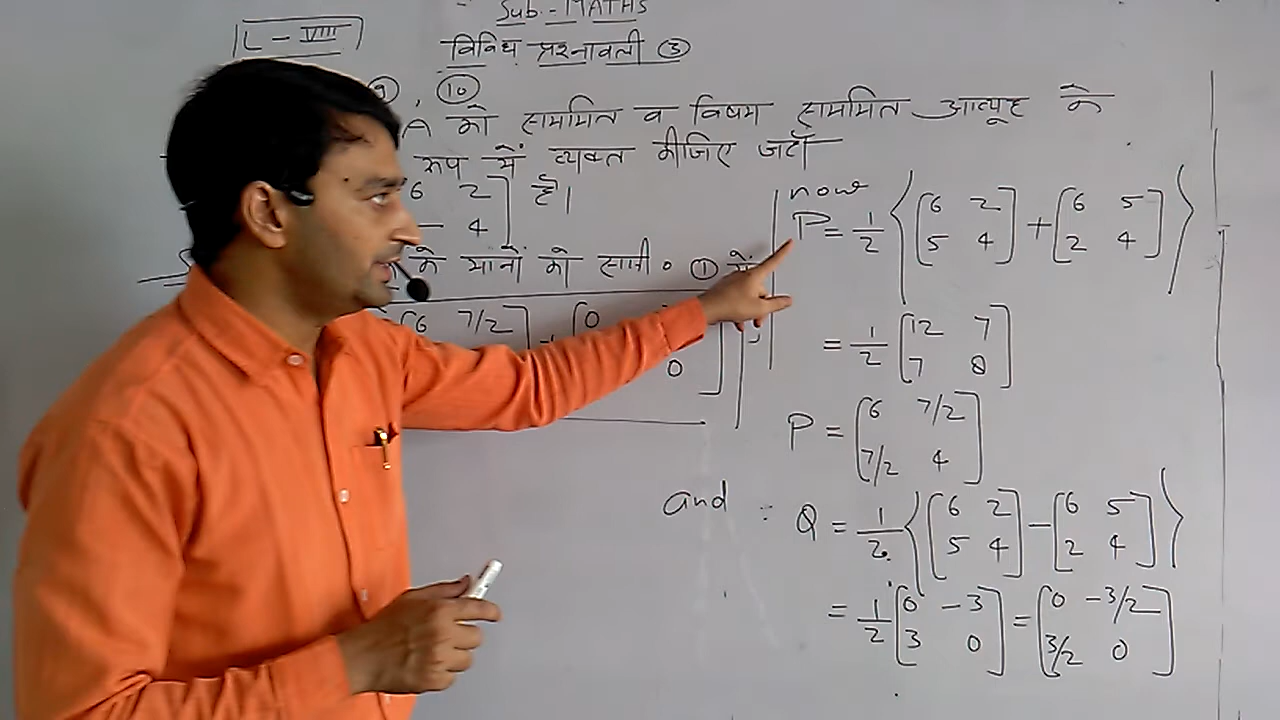 Sub.- MATHS
L - VIII
विविध प्रश्नावली ③
⑨, ⑩
A को सममित व विषम सममित आव्यूह के
रूप में व्यक्त कीजिए जहाँ
6 2
4
है।
के मानों को समी० ① में
6 7/2
0
0
now
P = 1/2 { [6 2 + [6 5
5 4] 2 4] }
= 1/2 [12 7
7 8]
P = [6 7/2
7/2 4]
and : Q = 1/2 { [6 2 - [6 5
5 4] 2 4] }
= 1/2 [0 -3 = [0 -3/2
3 0] 3/2 0]